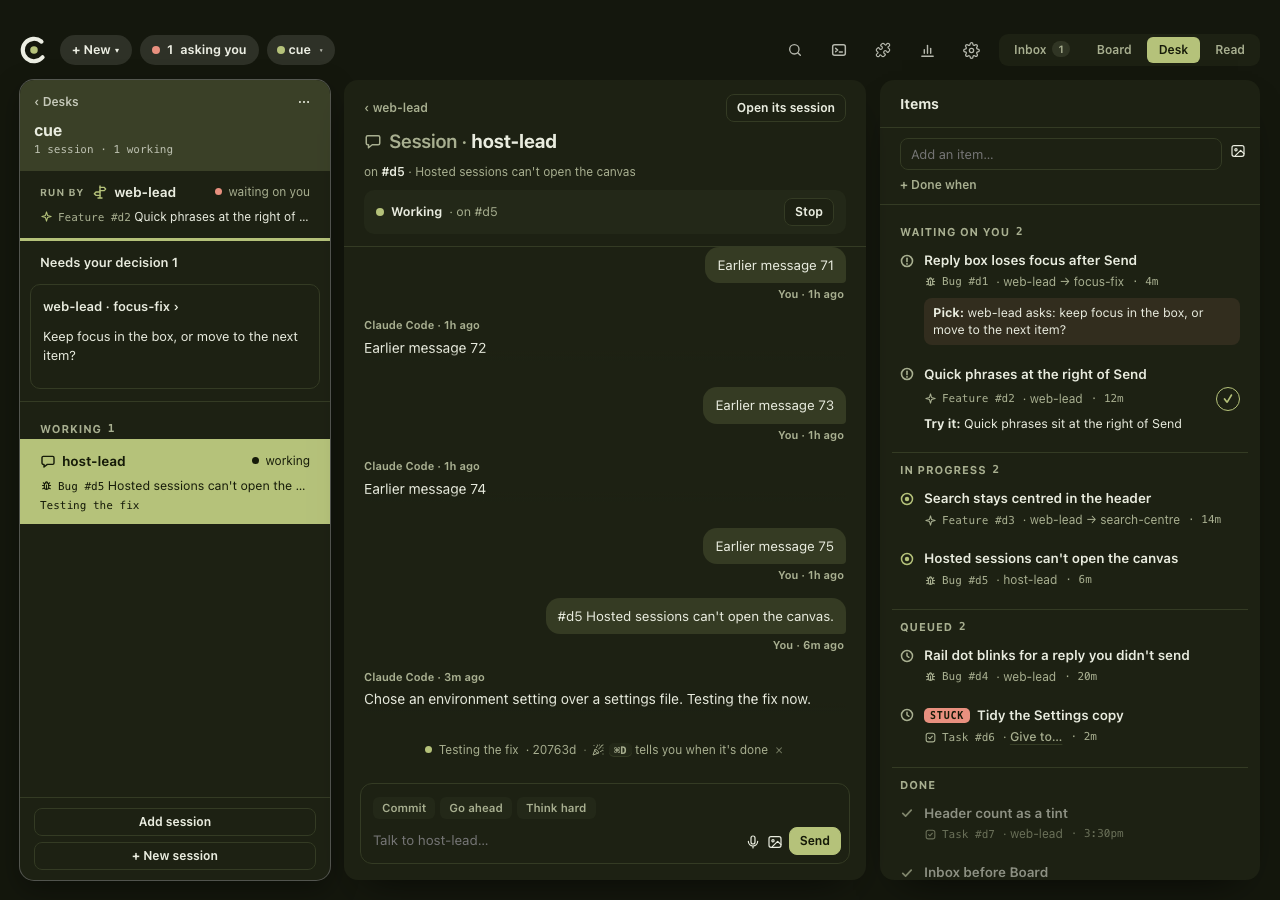 + New ▾
1 asking you
cue ·
Inbox 1
Board
Desk
Read
‹ Desks
···
cue
1 session · 1 working
RUN BY web-lead
waiting on you
Feature #d2 Quick phrases at the right of ...
Needs your decision 1
web-lead · focus-fix ›
Keep focus in the box, or move to the next
item?
WORKING 1
host-lead
working
Bug #d5 Hosted sessions can't open the ...
Testing the fix
Add session
+ New session
‹ web-lead
Open its session
Session · host-lead
on #d5 · Hosted sessions can't open the canvas
Working · on #d5
Stop
Earlier message 71
You · 1h ago
Claude Code · 1h ago
Earlier message 72
Earlier message 73
You · 1h ago
Claude Code · 1h ago
Earlier message 74
Earlier message 75
You · 1h ago
#d5 Hosted sessions can't open the canvas.
You · 6m ago
Claude Code · 3m ago
Chose an environment setting over a settings file. Testing the fix now.
Testing the fix · 20763d · ⌘D tells you when it's done ×
Commit
Go ahead
Think hard
Talk to host-lead...
Send
Items
Add an item...
+ Done when
WAITING ON YOU 2
Reply box loses focus after Send
Bug #d1 · web-lead → focus-fix · 4m
Pick: web-lead asks: keep focus in the box, or
move to the next item?
Quick phrases at the right of Send
Feature #d2 · web-lead · 12m
Try it: Quick phrases sit at the right of Send
IN PROGRESS 2
Search stays centred in the header
Feature #d3 · web-lead → search-centre · 14m
Hosted sessions can't open the canvas
Bug #d5 · host-lead · 6m
QUEUED 2
Rail dot blinks for a reply you didn't send
Bug #d4 · web-lead · 20m
STUCK Tidy the Settings copy
Task #d6 · Give to... · 2m
DONE
Header count as a tint
Task #d7 · web-lead · 3:30pm
Inbox before Board